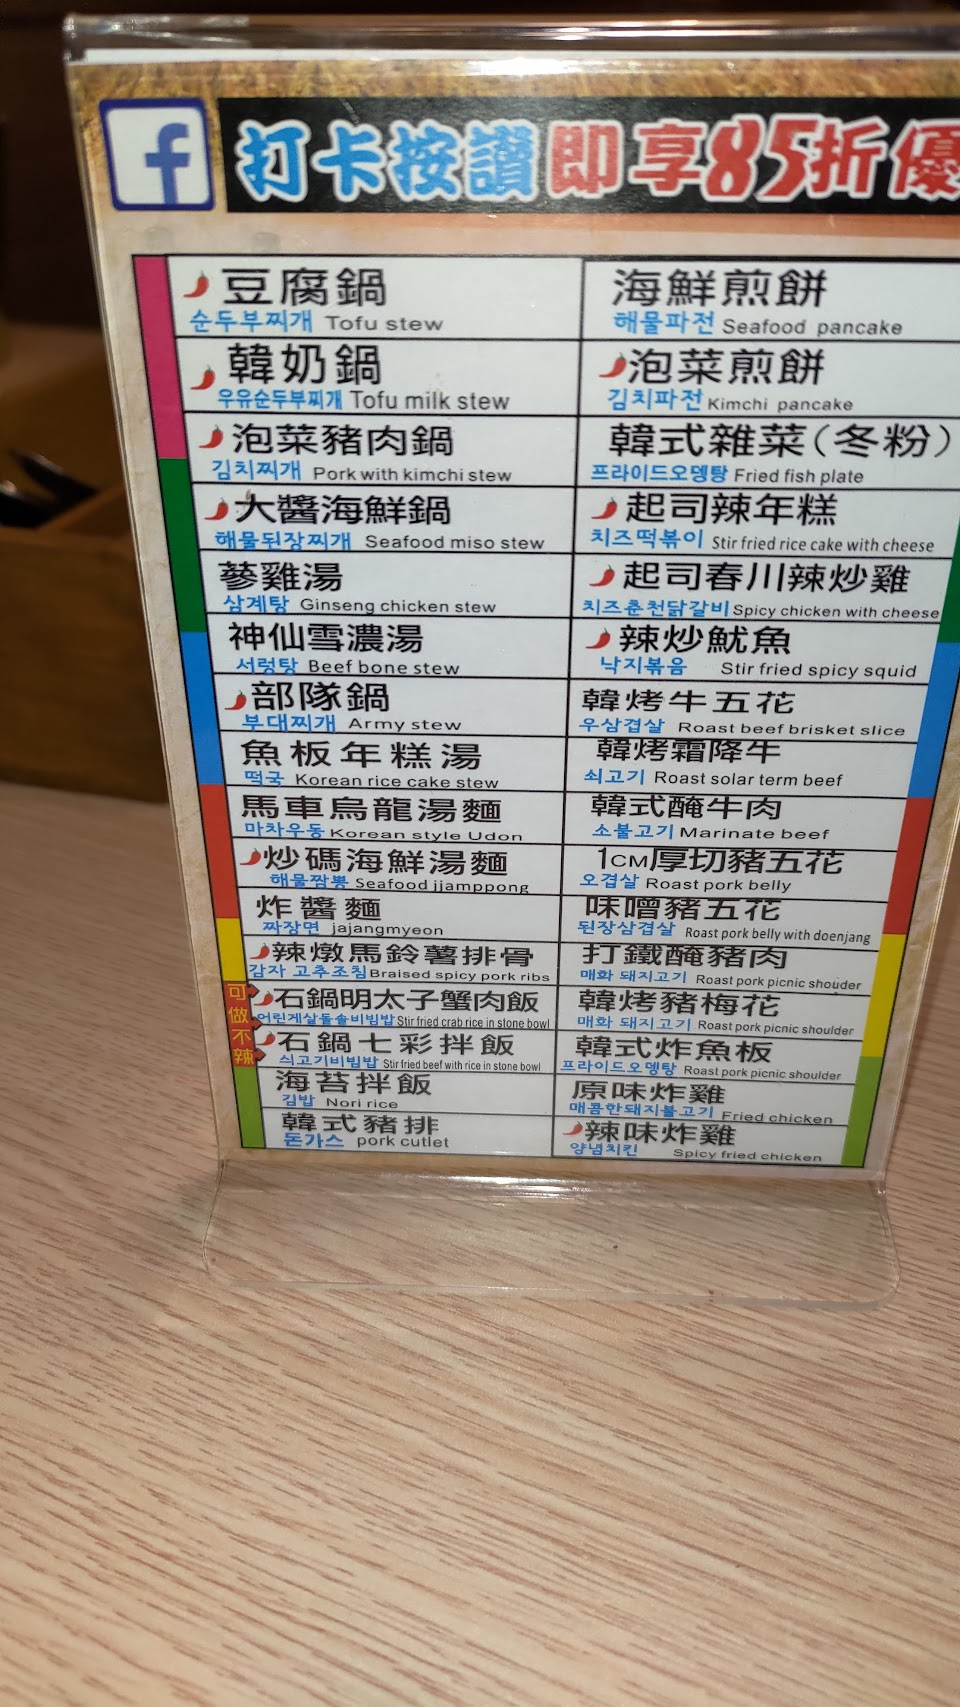 f 打卡按讚即享85折優
豆腐鍋
순두부찌개 Tofu stew
韓奶鍋
우유순두부찌개 Tofu milk stew
泡菜豬肉鍋
김치찌개 Pork with kimchi stew
大醬海鮮鍋
해물된장찌개 Seafood miso stew
蔘雞湯
삼계탕 Ginseng chicken stew
神仙雪濃湯
서렁탕 Beef bone stew
部隊鍋
부대찌개 Army stew
魚板年糕湯
떡국 Korean rice cake stew
馬車烏龍湯麵
마차우동 Korean style Udon
炒碼海鮮湯麵
해물짬뽕 Seafood jjamppong
炸醬麵
짜장면 jajangmyeon
辣燉馬鈴薯排骨
감자 고추조침 Braised spicy pork ribs
可做不辣
石鍋明太子蟹肉飯
어린게살돌솥비빔밥 Stir fried crab rice in stone bowl
石鍋七彩拌飯
쇠고기비빔밥 Stir fried beef with rice in stone bowl
海苔拌飯
김밥 Nori rice
韓式豬排
돈가스 pork cutlet
海鮮煎餅
해물파전 Seafood pancake
泡菜煎餅
김치파전 Kimchi pancake
韓式雜菜(冬粉)
프라이드오뎅탕 Fried fish plate
起司辣年糕
치즈떡볶이 Stir fried rice cake with cheese
起司春川辣炒雞
치즈춘천닭갈비 Spicy chicken with cheese
辣炒魷魚
낙지볶음 Stir fried spicy squid
韓烤牛五花
우삼겹살 Roast beef brisket slice
韓烤霜降牛
쇠고기 Roast solar term beef
韓式醃牛肉
소불고기 Marinate beef
1CM厚切豬五花
오겹살 Roast pork belly
味噌豬五花
된장삼겹살 Roast pork belly with doenjang
打鐵醃豬肉
매화 돼지고기 Roast pork picnic shouder
韓烤豬梅花
매화 돼지고기 Roast pork picnic shoulder
韓式炸魚板
프라이드오뎅탕 Roast pork picnic shoulder
原味炸雞
매콤한돼지불고기 Fried chicken
辣味炸雞
양념치킨 Spicy fried chicken